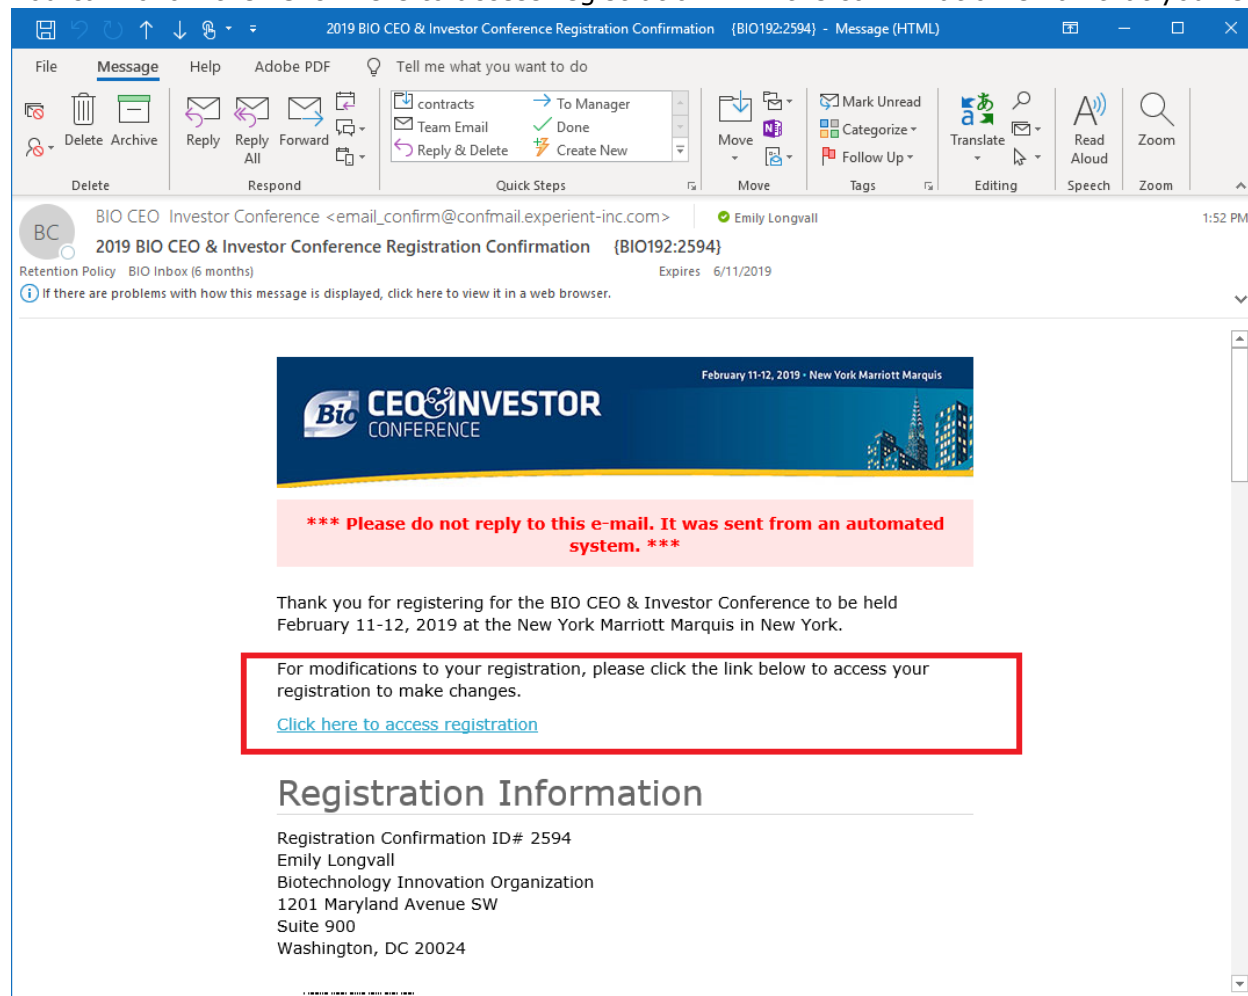 2019 BIO CEO & Investor Conference Registration Confirmation {BIO192:2594} - Message (HTML)
File Message Help Adobe PDF Tell me what you want to do
Delete Archive Reply Reply All Forward
contracts To Manager
Team Email Done
Reply & Delete Create New
Move
Mark Unread
Categorize
Follow Up
Translate
Read Aloud
Zoom
Delete Respond Quick Steps Move Tags Editing Speech Zoom
BC
BIO CEO Investor Conference <email_confirm@confmail.experient-inc.com> Emily Longvall 1:52 PM
2019 BIO CEO & Investor Conference Registration Confirmation {BIO192:2594}
Retention Policy BIO Inbox (6 months) Expires 6/11/2019
If there are problems with how this message is displayed, click here to view it in a web browser.
February 11-12, 2019 • New York Marriott Marquis
Bio CEO&INVESTOR
CONFERENCE
*** Please do not reply to this e-mail. It was sent from an automated
system. ***
Thank you for registering for the BIO CEO & Investor Conference to be held
February 11-12, 2019 at the New York Marriott Marquis in New York.
For modifications to your registration, please click the link below to access your
registration to make changes.
Click here to access registration
Registration Information
Registration Confirmation ID# 2594
Emily Longvall
Biotechnology Innovation Organization
1201 Maryland Avenue SW
Suite 900
Washington, DC 20024